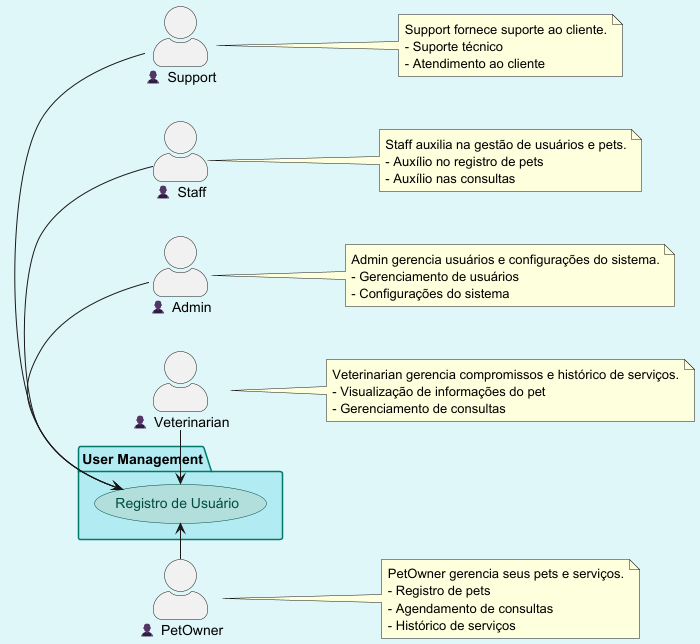 Support fornece suporte ao cliente.
- Suporte técnico
- Atendimento ao cliente
Support
Staff auxilia na gestão de usuários e pets.
- Auxílio no registro de pets
- Auxílio nas consultas
Staff
Admin gerencia usuários e configurações do sistema.
- Gerenciamento de usuários
- Configurações do sistema
Admin
Veterinarian gerencia compromissos e histórico de serviços.
- Visualização de informações do pet
- Gerenciamento de consultas
Veterinarian
User Management
Registro de Usuário
PetOwner gerencia seus pets e serviços.
- Registro de pets
- Agendamento de consultas
- Histórico de serviços
PetOwner